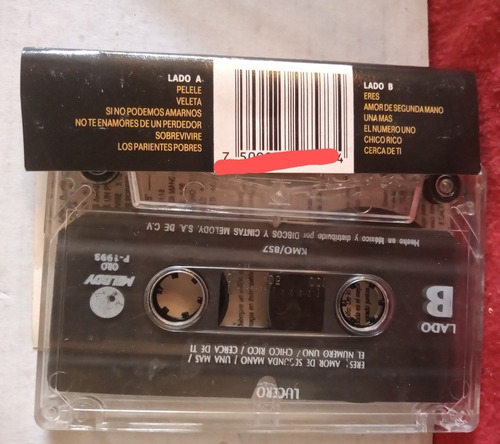 LADO A
PELELE
VELETA
SI NO PODEMOS AMARNOS
NO TE ENAMORES DE UN PERDEDOR
SOBREVIVIRE
LOS PARIENTES POBRES
LADO B
ERES
AMOR DE SEGUNDA MANO
UNA MAS
EL NUMERO UNO
CHICO RICO
CERCA DE TI
Hecho en México y distribuido por DISCOS Y CINTAS MELODY, S.A. DE C.V
KMO/857
MELODY
ORO
P-1993
LADO
B
ERES/ AMOR DE SEGUNDA MANO / UNA MAS /
EL NUMERO UNO / CHICO RICO / CERCA DE TI
LUCERO